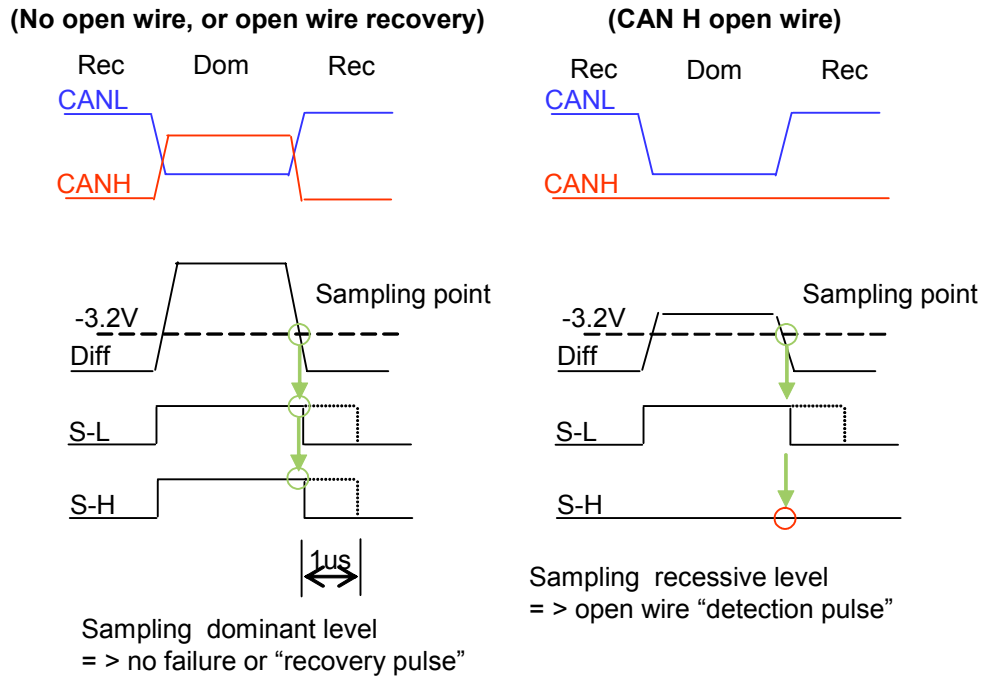 (No open wire, or open wire recovery)
Rec Dom Rec
CANL
CANH
-3.2V
Sampling point
Diff
S-L
S-H
1us
Sampling dominant level
= > no failure or “recovery pulse”
(CAN H open wire)
Rec Dom Rec
CANL
CANH
-3.2V
Sampling point
Diff
S-L
S-H
Sampling recessive level
= > open wire “detection pulse”